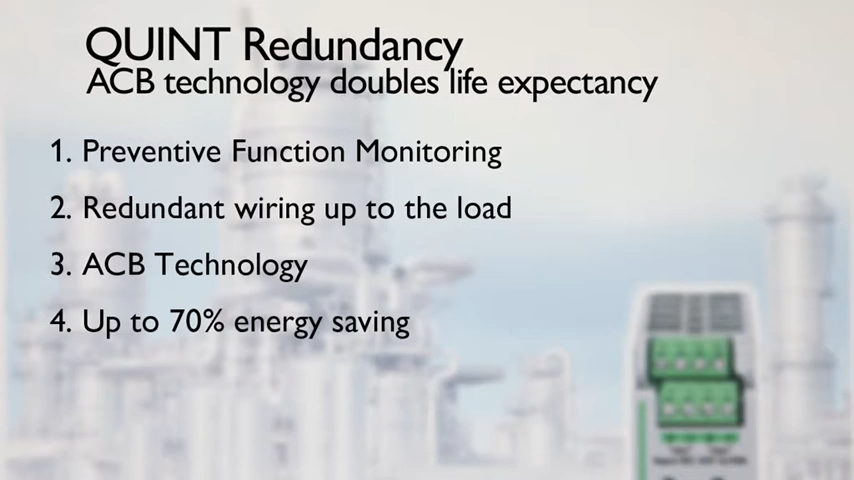 QUINT Redundancy
ACB technology doubles life expectancy
1. Preventive Function Monitoring
2. Redundant wiring up to the load
3. ACB Technology
4. Up to 70% energy saving